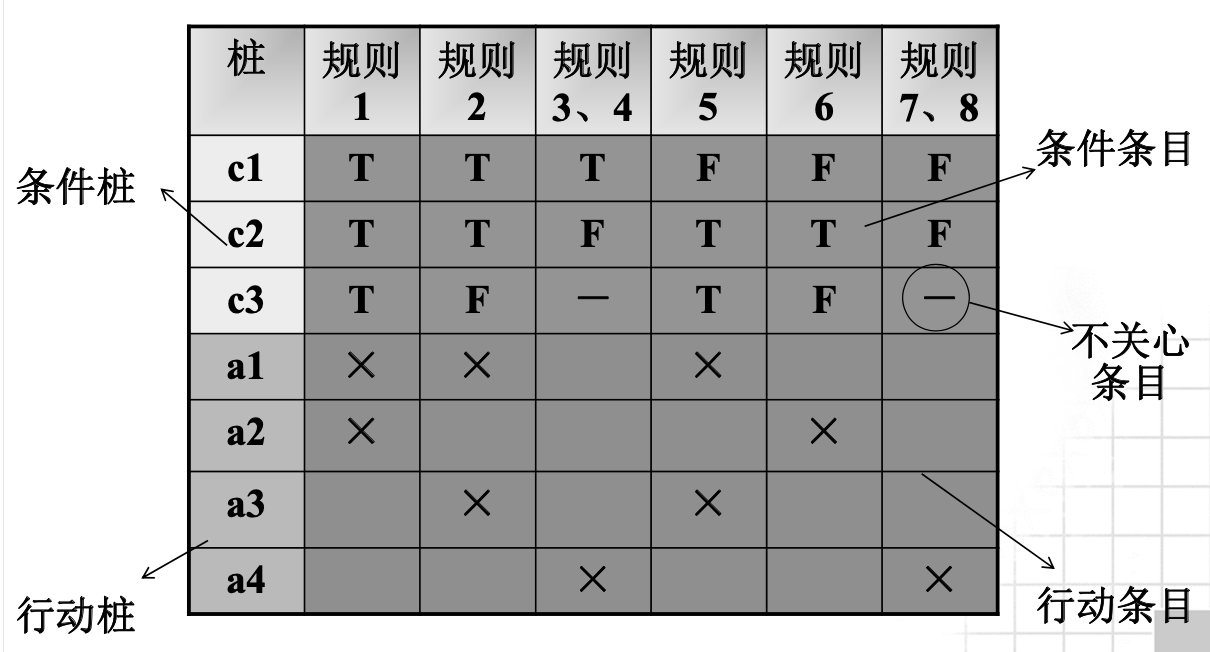 桩 规则 1 规则 2 规则 3、4 规则 5 规则 6 规则 7、8
c1 T T T F F F
c2 T T F T T F
c3 T F — T F —
a1 × × ×
a2 × ×
a3 × ×
a4 × ×
条件桩
条件条目
不关心
条目
行动桩
行动条目